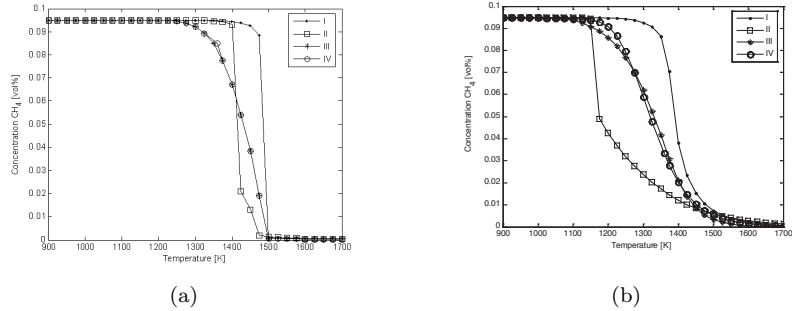 0.1
0.09
0.08
0.07
0.06
0.05
0.04
0.03
0.02
0.01
0
Concentration CH4 [vol%]
900 1000 1100 1200 1300 1400 1500 1600 1700
Temperature [K]
I
II
III
IV
(a)
0.1
0.09
0.08
0.07
0.06
0.05
0.04
0.03
0.02
0.01
0
Concentration CH4 [vol%]
900 1000 1100 1200 1300 1400 1500 1600 1700
Temperature [K]
I
II
III
IV
(b)